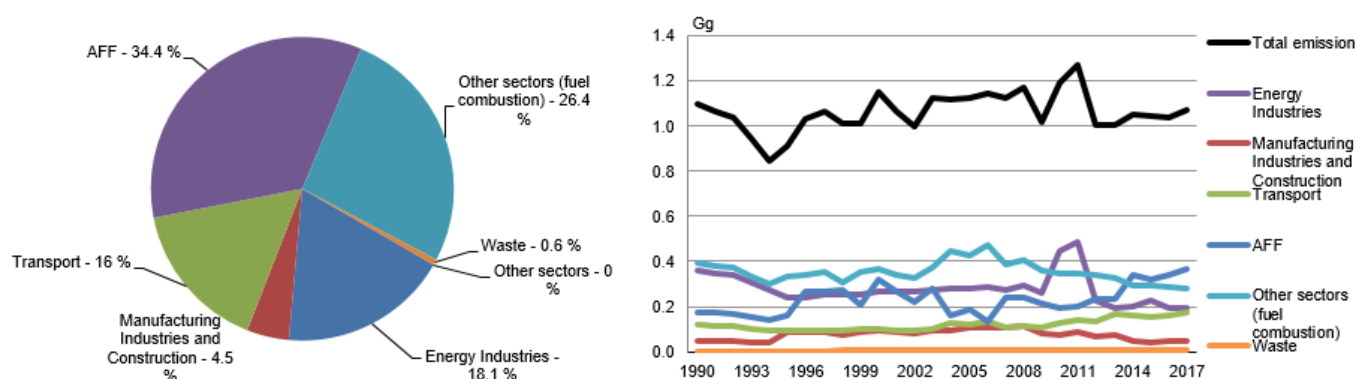 AFF - 34.4 %
Other sectors (fuel
combustion) - 26.4
%
Waste - 0.6 %
Other sectors - 0
%
Transport - 16 %
Manufacturing
Industries and
Construction - 4.5
%
Energy Industries -
18.1 %
Gg
1.4
1.2
1.0
0.8
0.6
0.4
0.2
0.0
1990 1993 1996 1999 2002 2005 2008 2011 2014 2017
Total emission
Energy
Industries
Manufacturing
Industries and
Construction
Transport
AFF
Other sectors
(fuel
combustion)
Waste